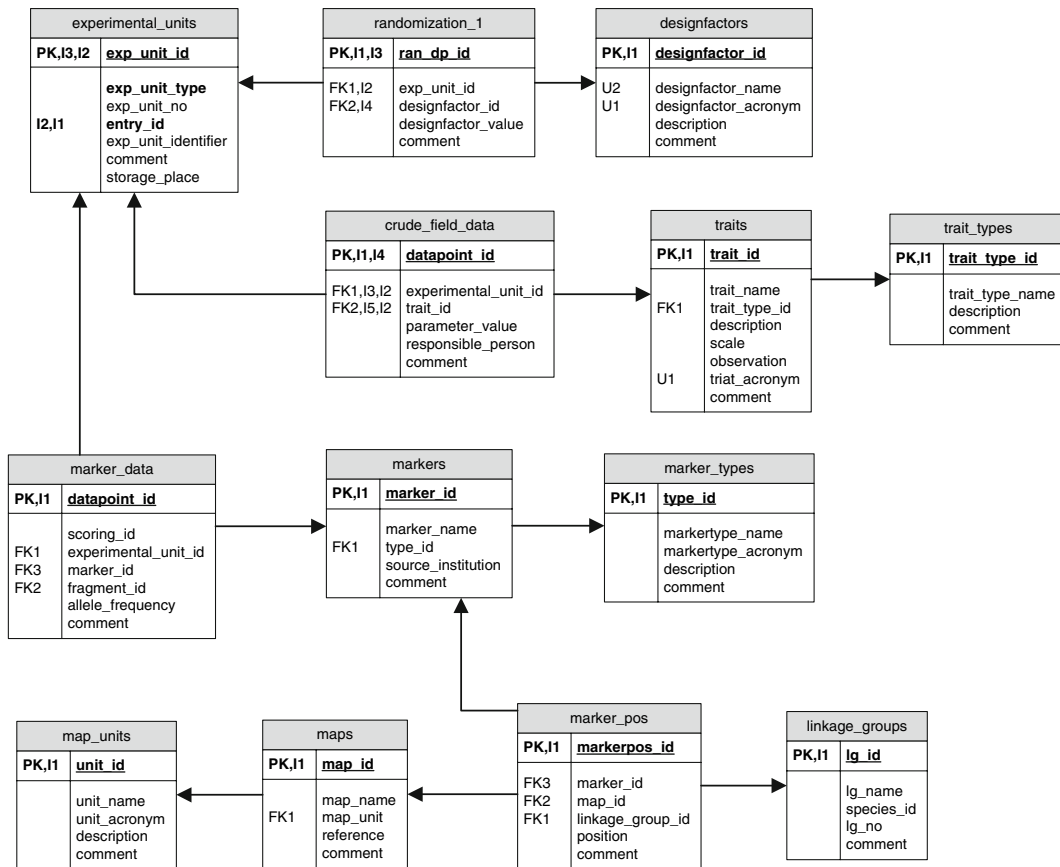 experimental_units
PK,I3,I2 exp_unit_id
exp_unit_type
exp_unit_no
I2,I1 entry_id
exp_unit_identifier
comment
storage_place
randomization_1
PK,I1,I3 ran_dp_id
FK1,I2 exp_unit_id
FK2,I4 designfactor_id
designfactor_value
comment
designfactors
PK,I1 designfactor_id
U2 designfactor_name
U1 designfactor_acronym
description
comment
crude_field_data
PK,I1,I4 datapoint_id
FK1,I3,I2 experimental_unit_id
FK2,I5,I2 trait_id
parameter_value
responsible_person
comment
traits
PK,I1 trait_id
trait_name
FK1 trait_type_id
description
scale
observation
U1 triat_acronym
comment
trait_types
PK,I1 trait_type_id
trait_type_name
description
comment
marker_data
PK,I1 datapoint_id
scoring_id
FK1 experimental_unit_id
FK3 marker_id
FK2 fragment_id
allele_frequency
comment
markers
PK,I1 marker_id
marker_name
FK1 type_id
source_institution
comment
marker_types
PK,I1 type_id
markertype_name
markertype_acronym
description
comment
map_units
PK,I1 unit_id
unit_name
unit_acronym
description
comment
maps
PK,I1 map_id
map_name
FK1 map_unit
reference
comment
marker_pos
PK,I1 markerpos_id
FK3 marker_id
FK2 map_id
FK1 linkage_group_id
position
comment
linkage_groups
PK,I1 lg_id
lg_name
species_id
lg_no
comment